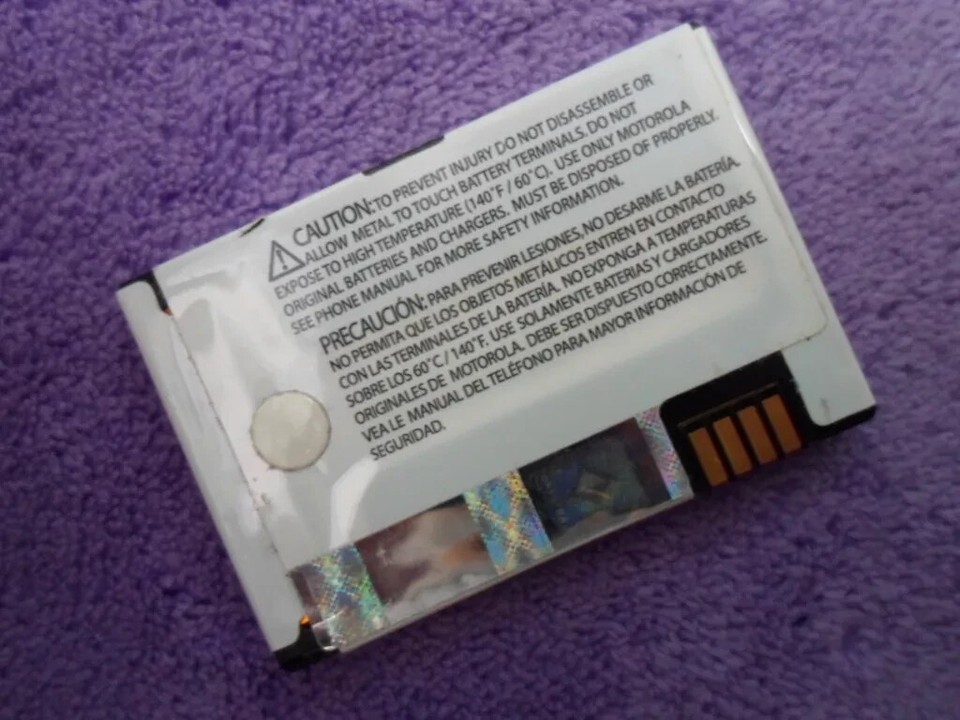 CAUTION: TO PREVENT INJURY DO NOT DISASSEMBLE OR
ALLOW METAL TO TOUCH BATTERY TERMINALS. DO NOT
EXPOSE TO HIGH TEMPERATURE (140°F / 60°C). USE ONLY MOTOROLA
ORIGINAL BATTERIES AND CHARGERS. MUST BE DISPOSED OF PROPERLY.
SEE PHONE MANUAL FOR MORE SAFETY INFORMATION.
PRECAUCIÓN: PARA PREVENIR LESIONES, NO DESARME LA BATERÍA.
NO PERMITA QUE LOS OBJETOS METÁLICOS ENTREN EN CONTACTO
CON LAS TERMINALES DE LA BATERÍA. NO EXPONGA A TEMPERATURAS
SOBRE LOS 60°C / 140°F. USE SOLAMENTE BATERIAS Y CARGADORES
ORIGINALES DE MOTOROLA. DEBE SER DISPUESTO CORRECTAMENTE.
VEA LE MANUAL DEL TELÉFONO PARA MAYOR INFORMACIÓN DE
SEGURIDAD.